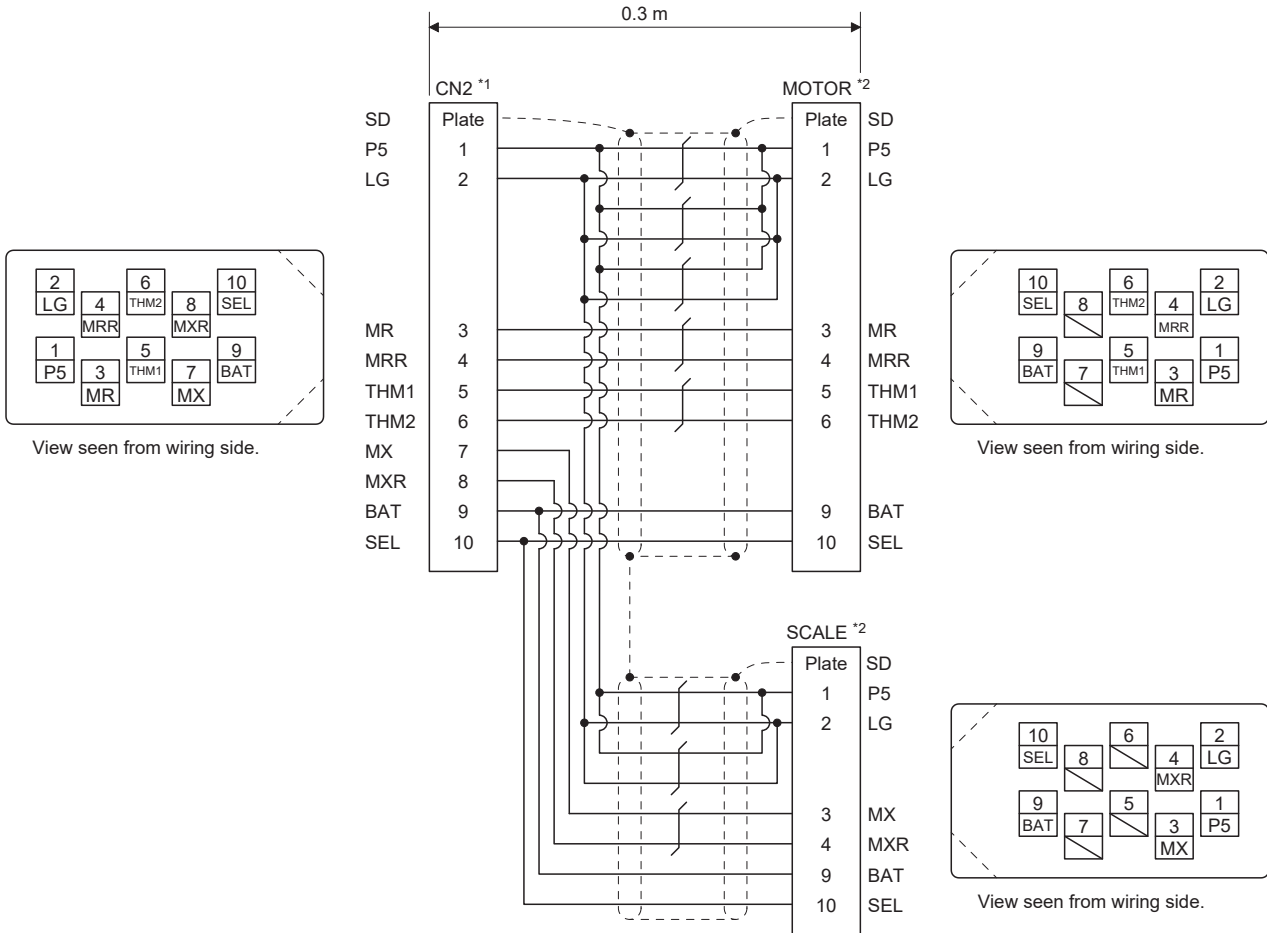 0.3 m
CN2 *1
MOTOR *2
SD Plate Plate SD
P5 1 1 P5
LG 2 2 LG
MR 3 3 MR
MRR 4 4 MRR
THM1 5 5 THM1
THM2 6 6 THM2
MX 7
MXR 8
BAT 9 9 BAT
SEL 10 10 SEL
2 6 10
LG 4 THM2 8 SEL
MRR MXR
1 5 9
P5 3 THM1 7 BAT
MR MX
View seen from wiring side.
10 6 2
SEL 8 THM2 4 LG
MRR
9 5 1
BAT 7 THM1 3 P5
MR
View seen from wiring side.
SCALE *2
Plate SD
1 P5
2 LG
3 MX
4 MXR
9 BAT
10 SEL
10 6 2
SEL 8 4 LG
MXR
9 5 1
BAT 7 3 P5
MX
View seen from wiring side.